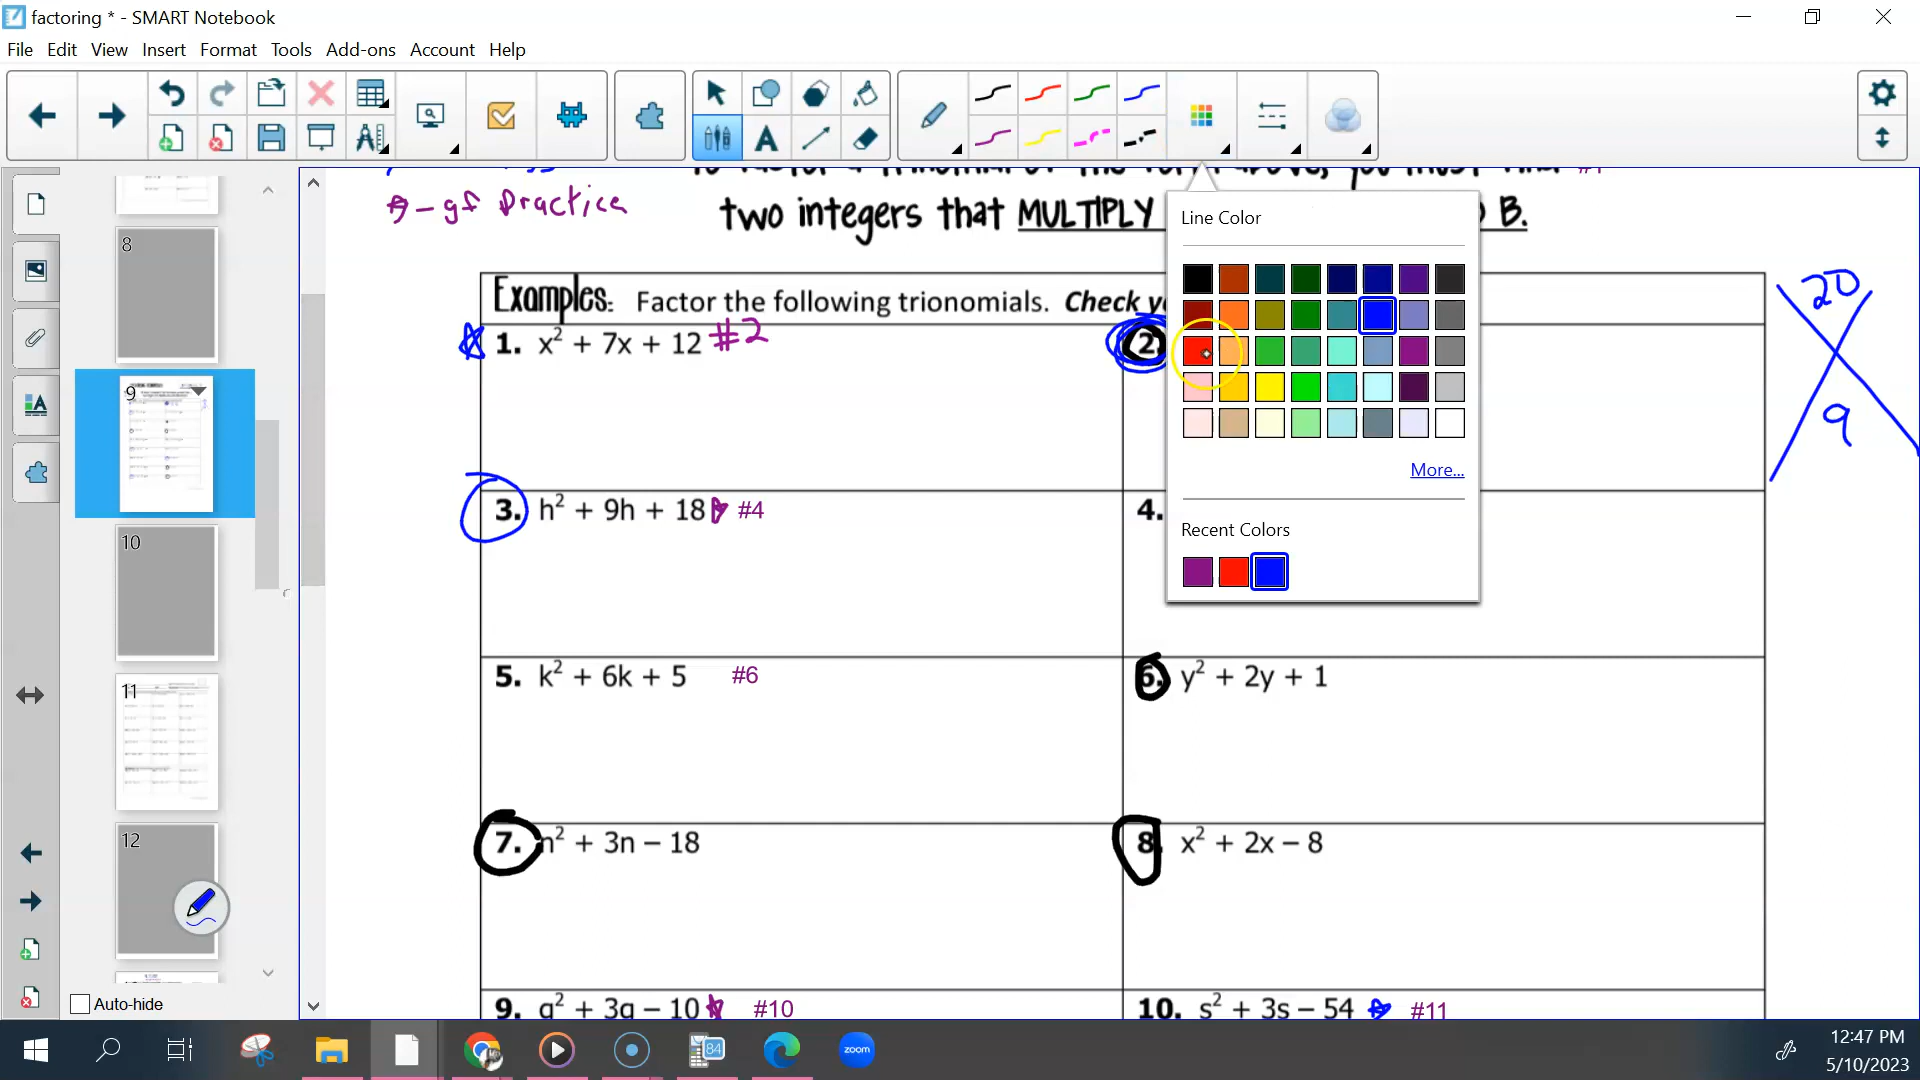 factoring * - SMART Notebook
File Edit View Insert Format Tools Add-ons Account Help
☆-gf Practice
two integers that MULTIPLY B.
Line Color
Examples: Factor the following trionomials. Check y
20
9
1. x² + 7x + 12 #2
2.
3. h² + 9h + 18 #4
4.
More...
Recent Colors
5. k² + 6k + 5 #6
6. y² + 2y + 1
7. n² + 3n – 18
8. x² + 2x – 8
9. q² + 3q – 10 #10
10. s² + 3s – 54 #11
8
9
10
11
12
Auto-hide
84
zoom
12:47 PM
5/10/2023